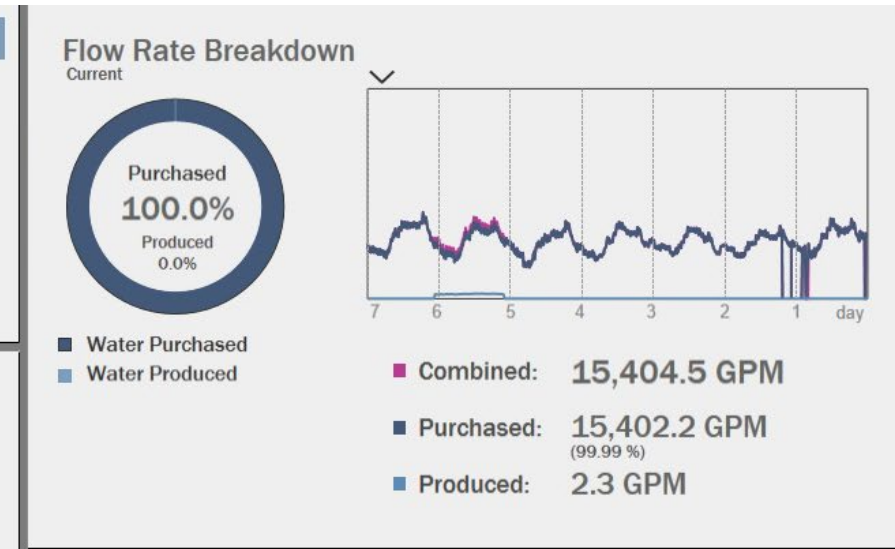 Flow Rate Breakdown
Current
Purchased
100.0%
Produced
0.0%
Water Purchased
Water Produced
7 6 5 4 3 2 1 day
Combined: 15,404.5 GPM
Purchased: 15,402.2 GPM
(99.99 %)
Produced: 2.3 GPM